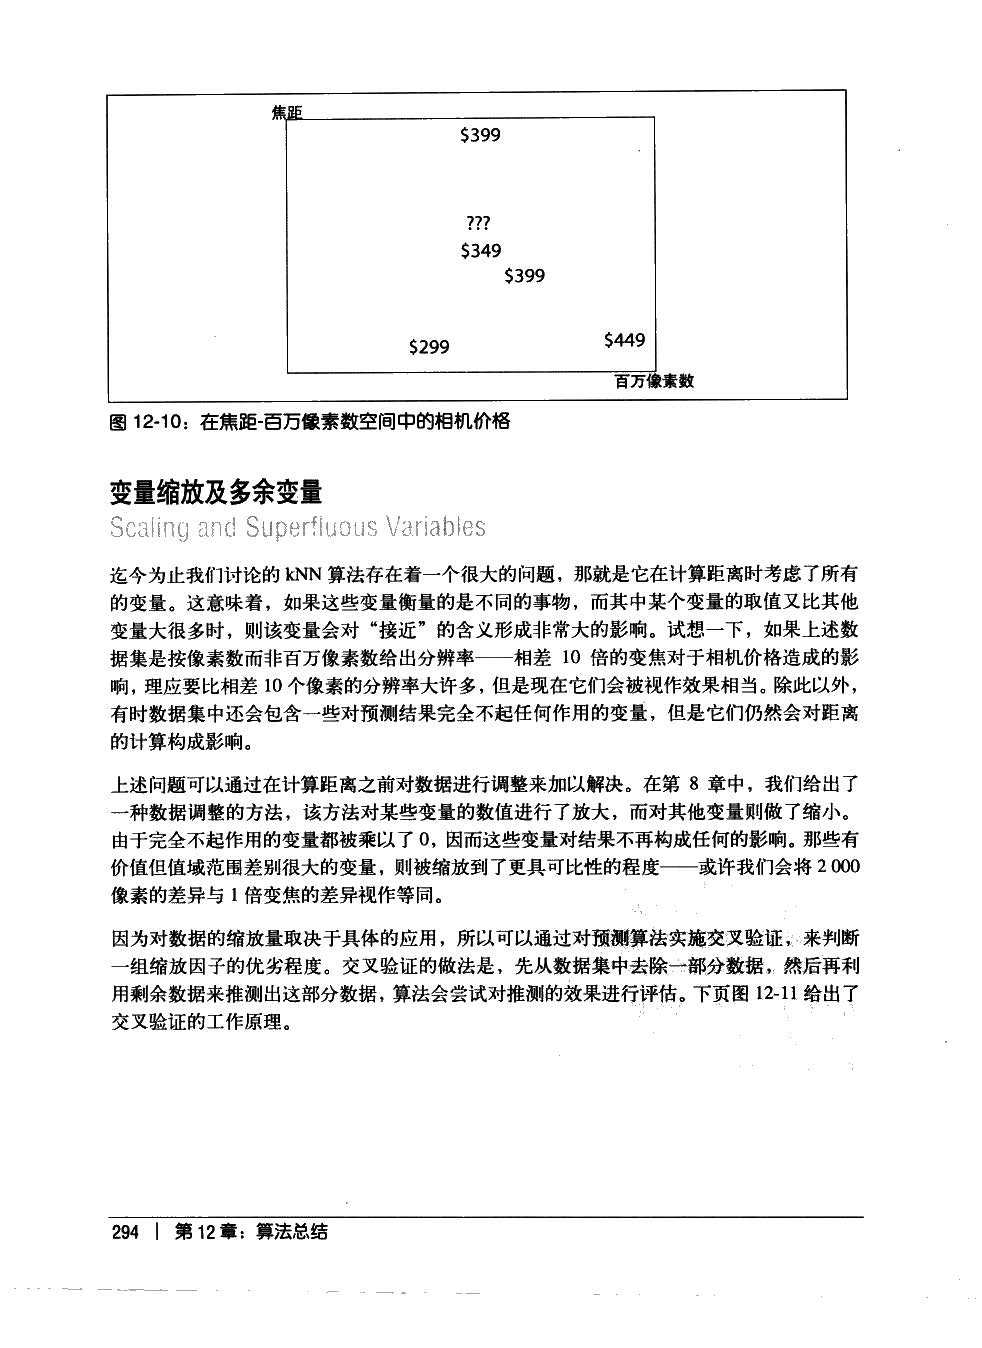 焦距
$399
???
$349
$399
$299
$449
百万像素数
图 12-10：在焦距-百万像素数空间中的相机价格
变量缩放及多余变量
Scaling and Superfluous Variables
迄今为止我们讨论的 kNN 算法存在着一个很大的问题，那就是它在计算距离时考虑了所有
的变量。这意味着，如果这些变量衡量的是不同的事物，而其中某个变量的取值又比其他
变量大很多时，则该变量会对“接近”的含义形成非常大的影响。试想一下，如果上述数
据集是按像素数而非百万像素数给出分辨率——相差 10 倍的变焦对于相机价格造成的影
响，理应要比相差 10 个像素的分辨率大许多，但是现在它们会被视作效果相当。除此以外，
有时数据集中还会包含一些对预测结果完全不起任何作用的变量，但是它们仍然会对距离
的计算构成影响。
上述问题可以通过在计算距离之前对数据进行调整来加以解决。在第 8 章中，我们给出了
一种数据调整的方法，该方法对某些变量的数值进行了放大，而对其他变量则做了缩小。
由于完全不起作用的变量都被乘以了 0，因而这些变量对结果不再构成任何的影响。那些有
价值但值域范围差别很大的变量，则被缩放到了更具可比性的程度——或许我们会将 2 000
像素的差异与 1 倍变焦的差异视作等同。
因为对数据的缩放量取决于具体的应用，所以可以通过对预测算法实施交叉验证，来判断
一组缩放因子的优劣程度。交叉验证的做法是，先从数据集中去除一部分数据，然后再利
用剩余数据来推测出这部分数据，算法会尝试对推测的效果进行评估。下页图 12-11 给出了
交叉验证的工作原理。
294 | 第 12 章：算法总结